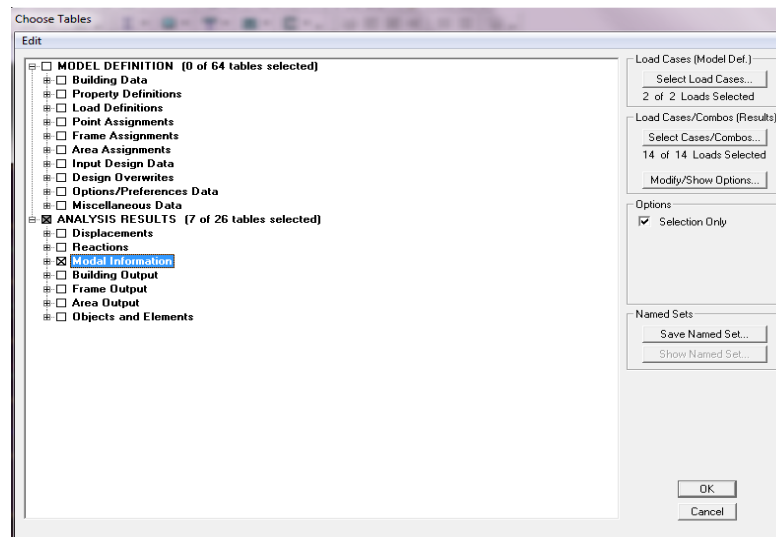 Choose Tables
Edit
MODEL DEFINITION (0 of 64 tables selected)
Building Data
Property Definitions
Load Definitions
Point Assignments
Frame Assignments
Area Assignments
Input Design Data
Design Overwrites
Options/Preferences Data
Miscellaneous Data
ANALYSIS RESULTS (7 of 26 tables selected)
Displacements
Reactions
Modal Information
Building Output
Frame Output
Area Output
Objects and Elements
Load Cases (Model Def.)
Select Load Cases...
2 of 2 Loads Selected
Load Cases/Combos (Results)
Select Cases/Combos...
14 of 14 Loads Selected
Modify/Show Options...
Options
Selection Only
Named Sets
Save Named Set...
Show Named Set...
OK
Cancel